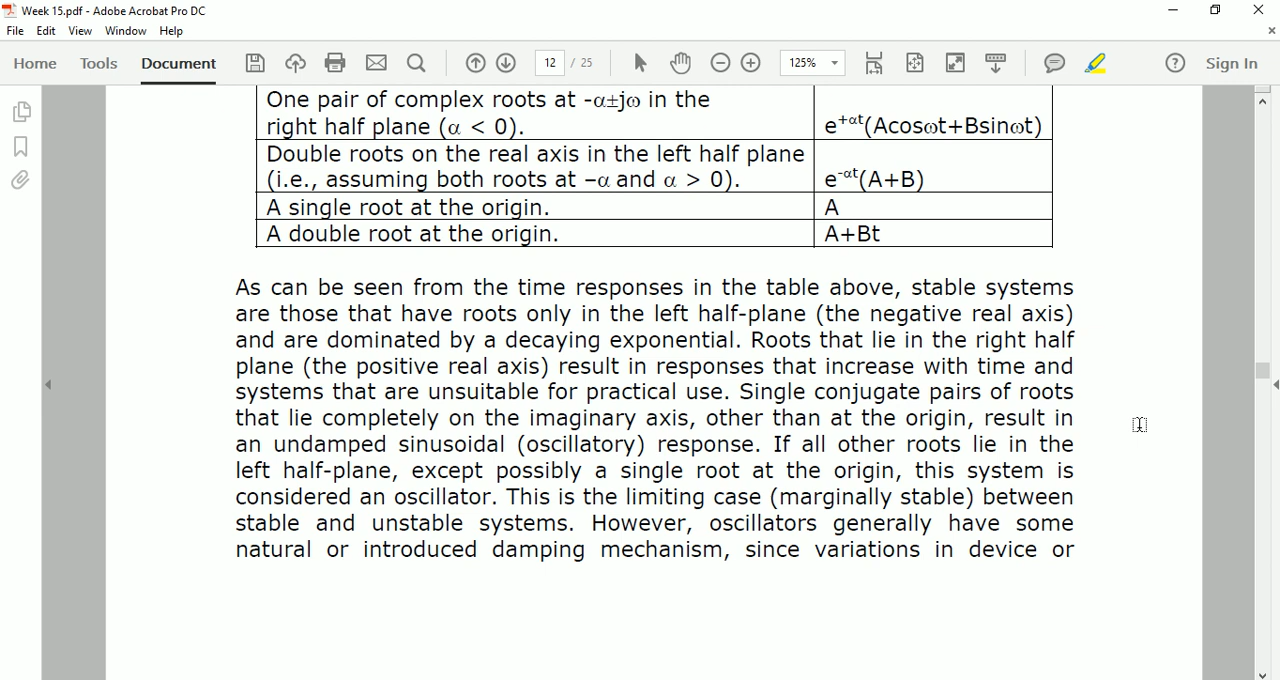 Week 15.pdf - Adobe Acrobat Pro DC
File Edit View Window Help
Home Tools Document 12 / 25 125% Sign In
One pair of complex roots at -α±jω in the
right half plane (α < 0). e+αt(Acosωt+Bsinωt)
Double roots on the real axis in the left half plane
(i.e., assuming both roots at –α and α > 0). e-αt(A+B)
A single root at the origin. A
A double root at the origin. A+Bt
As can be seen from the time responses in the table above, stable systems
are those that have roots only in the left half-plane (the negative real axis)
and are dominated by a decaying exponential. Roots that lie in the right half
plane (the positive real axis) result in responses that increase with time and
systems that are unsuitable for practical use. Single conjugate pairs of roots
that lie completely on the imaginary axis, other than at the origin, result in
an undamped sinusoidal (oscillatory) response. If all other roots lie in the
left half-plane, except possibly a single root at the origin, this system is
considered an oscillator. This is the limiting case (marginally stable) between
stable and unstable systems. However, oscillators generally have some
natural or introduced damping mechanism, since variations in device or